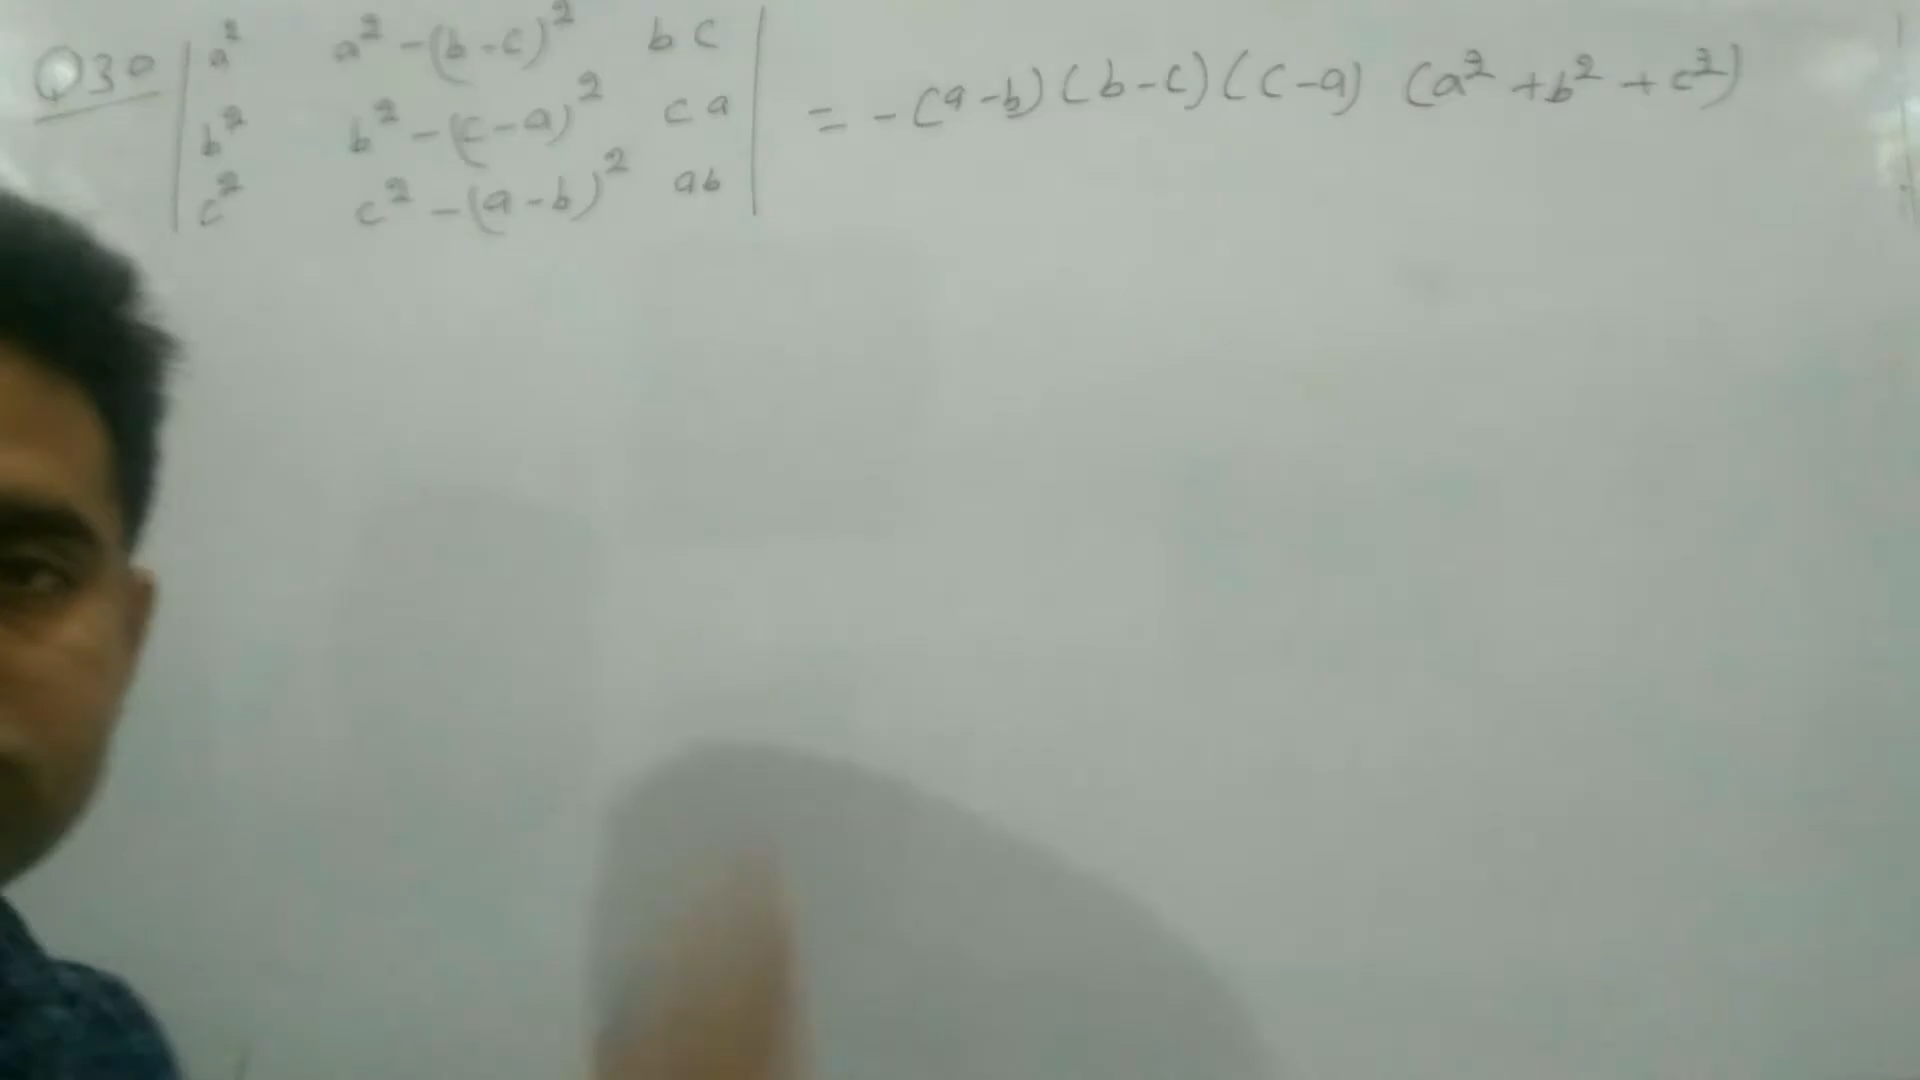 Q30 | a² a² - (b - c)² bc | = - (a - b) (b - c) (c - a) (a² + b² + c²)
b² b² - (c - a)² ca
c² c² - (a - b)² ab